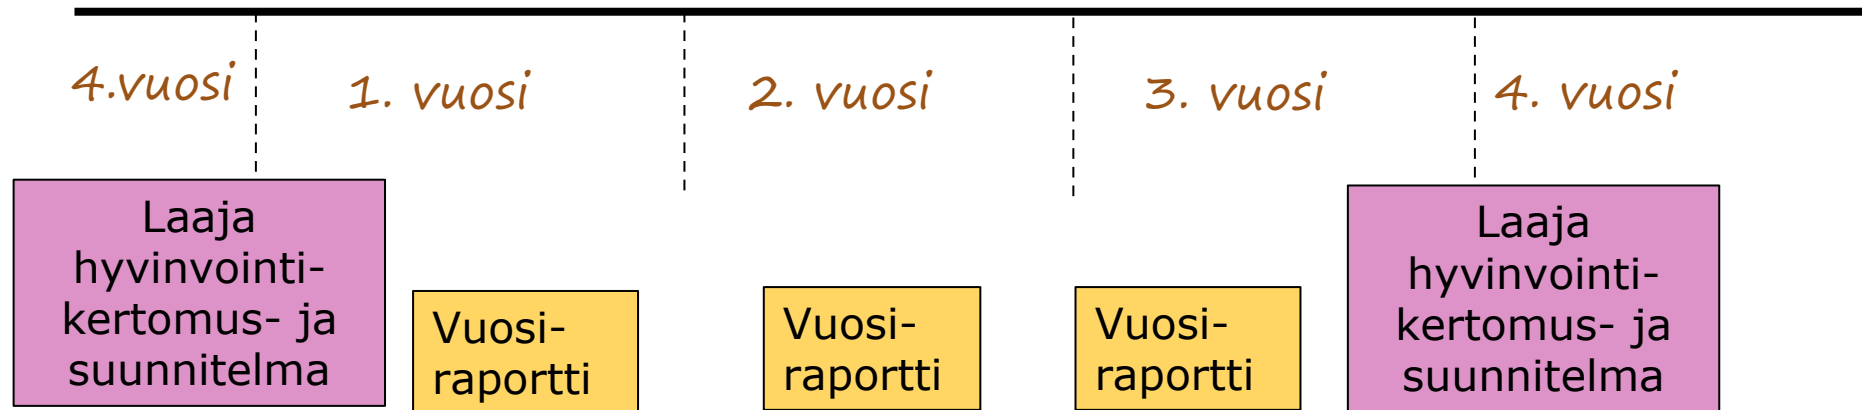 4.vuosi
1. vuosi
2. vuosi
3. vuosi
4. vuosi
Laaja
hyvinvointi-
kertomus- ja
suunnitelma
Vuosi-
raportti
Vuosi-
raportti
Vuosi-
raportti
Laaja
hyvinvointi-
kertomus- ja
suunnitelma